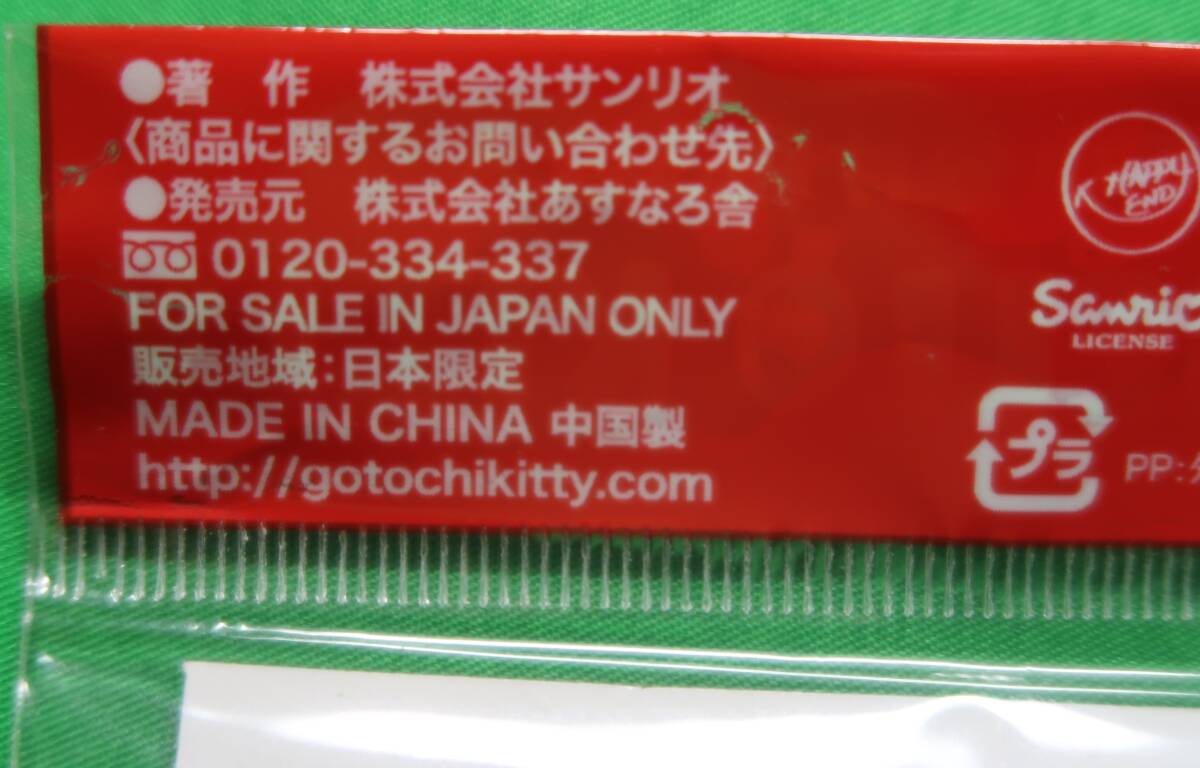 ●著 作 株式会社サンリオ
〈商品に関するお問い合わせ先〉
●発売元 株式会社あすなろ舎
0120-334-337
FOR SALE IN JAPAN ONLY
販売地域:日本限定
MADE IN CHINA 中国製
http://gotochikitty.com
HAPPY
END
Sanrio
LICENSE
プラ
PP: